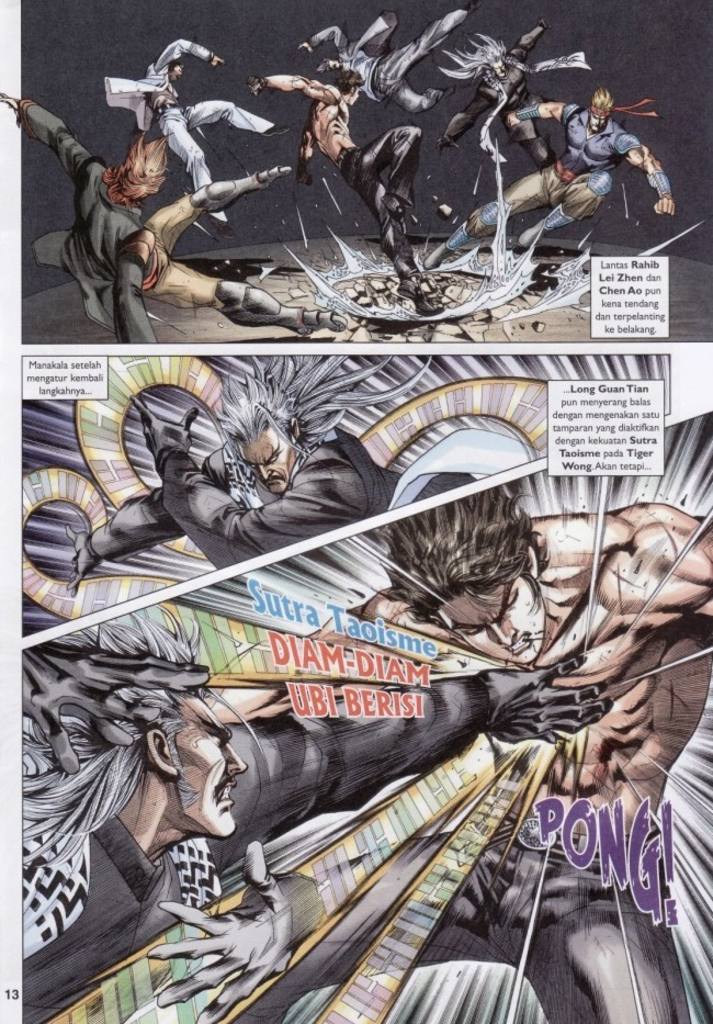 Lantas Rahib
Lei Zhen dan
Chen Ao pun
kena tendang
dan terpelanting
ke belakang.
Manakala setelah
mengatur kembali
langkahnya...
...Long Guan Tian
pun menyerang balas
dengan mengenakan satu
tamparan yang diaktifkan
dengan kekuatan Sutra
Taoisme pada Tiger
Wong. Akan tetapi...
Sutra Taoisme
DIAM-DIAM
UBI BERISI
PONG!
13